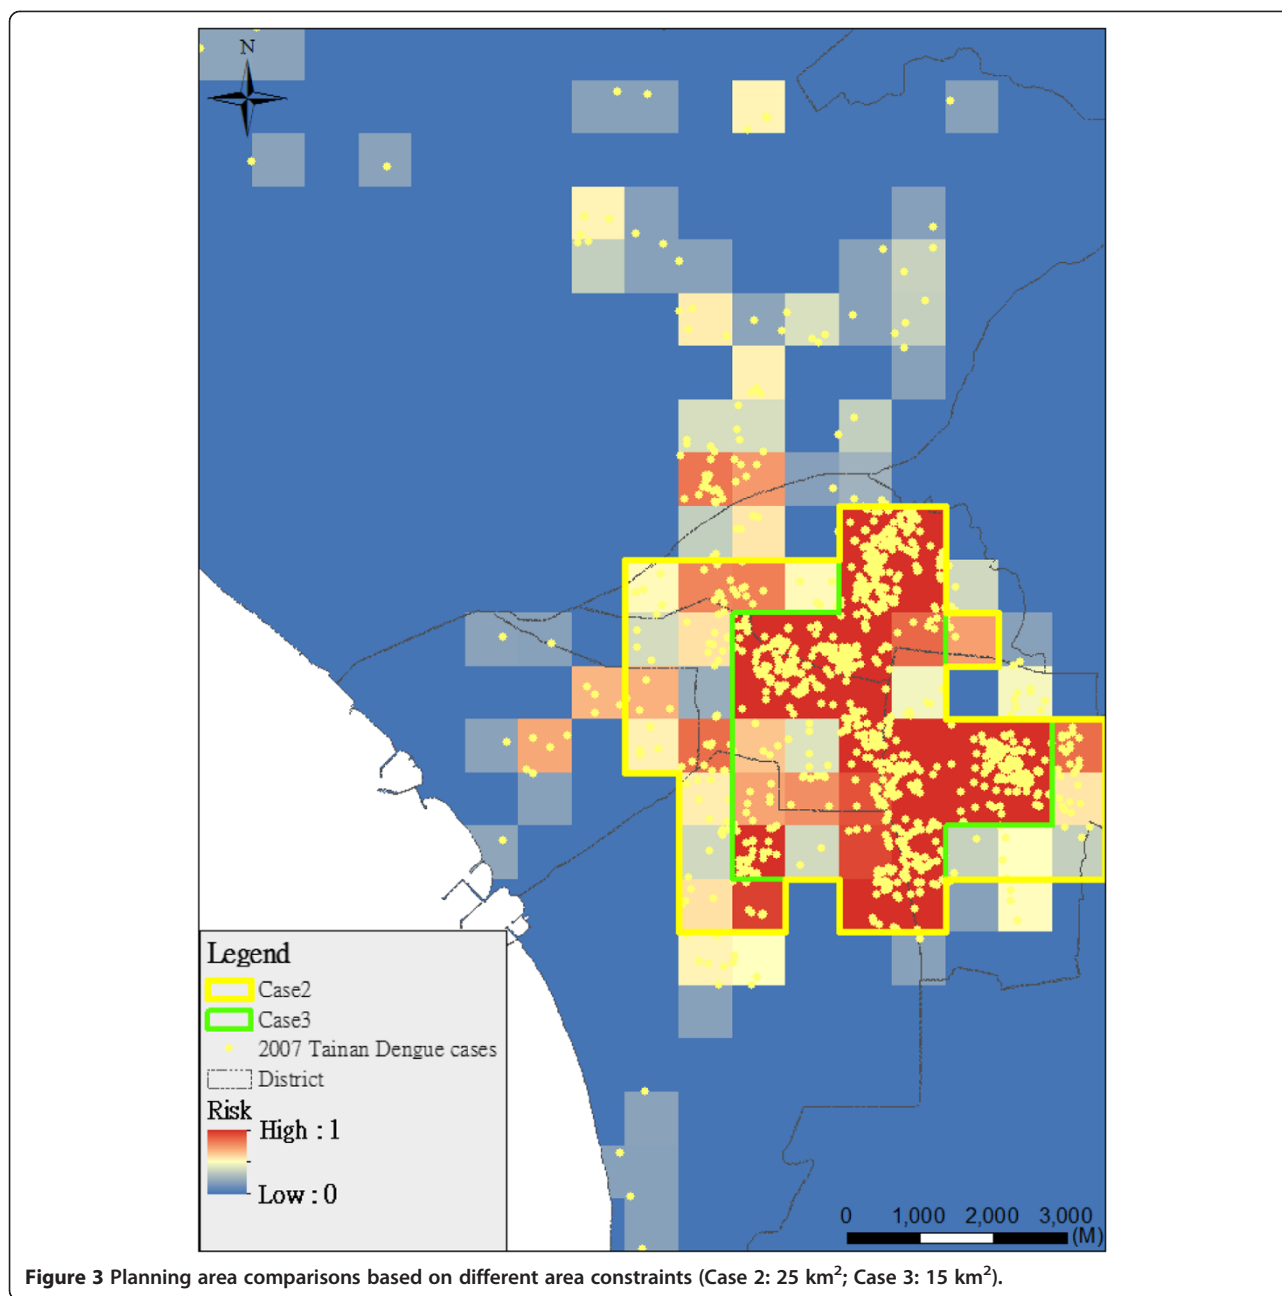 N
Legend
Case2
Case3
2007 Tainan Dengue cases
District
Risk
High : 1
Low : 0
0 1,000 2,000 3,000
(M)
Figure 3 Planning area comparisons based on different area constraints (Case 2: 25 km²; Case 3: 15 km²).